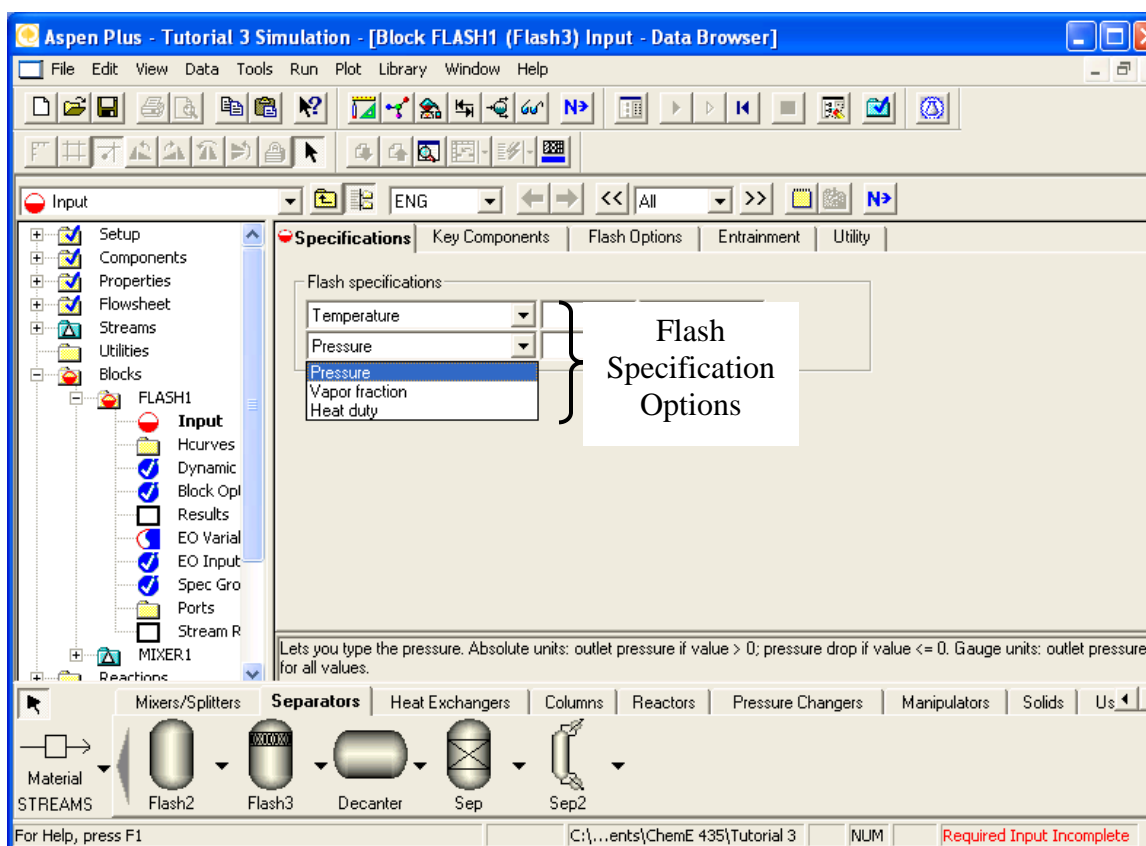 Aspen Plus - Tutorial 3 Simulation - [Block FLASH1 (Flash3) Input - Data Browser]
File Edit View Data Tools Run Plot Library Window Help
N>
Input ENG << All >> N>
Setup
Components
Properties
Flowsheet
Streams
Utilities
Blocks
FLASH1
Input
Hcurves
Dynamic
Block Opt
Results
EO Varial
EO Input
Spec Gro
Ports
Stream R
MIXER1
Reactions
Specifications Key Components Flash Options Entrainment Utility
Flash specifications
Temperature
Pressure
Pressure
Vapor fraction
Heat duty
Flash
Specification
Options
Lets you type the pressure. Absolute units: outlet pressure if value > 0; pressure drop if value <= 0. Gauge units: outlet pressure
for all values.
Mixers/Splitters Separators Heat Exchangers Columns Reactors Pressure Changers Manipulators Solids Us
Material
STREAMS Flash2 Flash3 Decanter Sep Sep2
For Help, press F1 C:\...ents\ChemE 435\Tutorial 3 NUM Required Input Incomplete